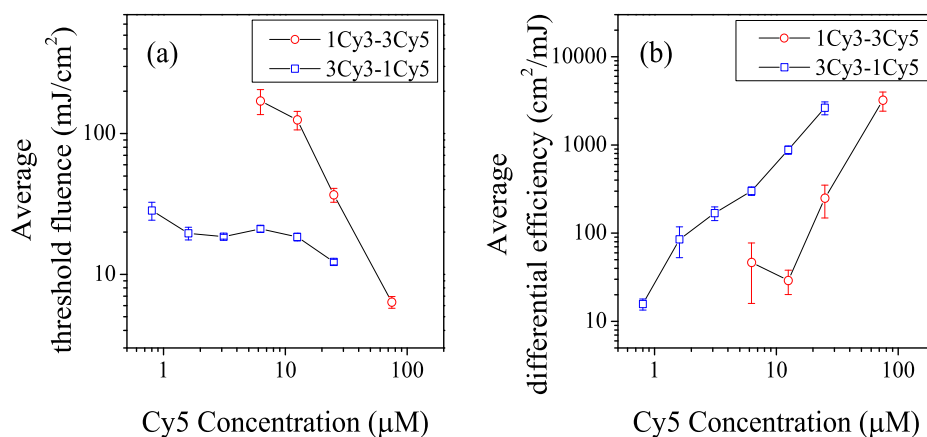 (a)
1Cy3-3Cy5
3Cy3-1Cy5
Average
threshold fluence (mJ/cm²)
100
10
1
10
100
Cy5 Concentration (µM)
(b)
1Cy3-3Cy5
3Cy3-1Cy5
Average
differential efficiency (cm²/mJ)
10000
1000
100
10
1
10
100
Cy5 Concentration (µM)